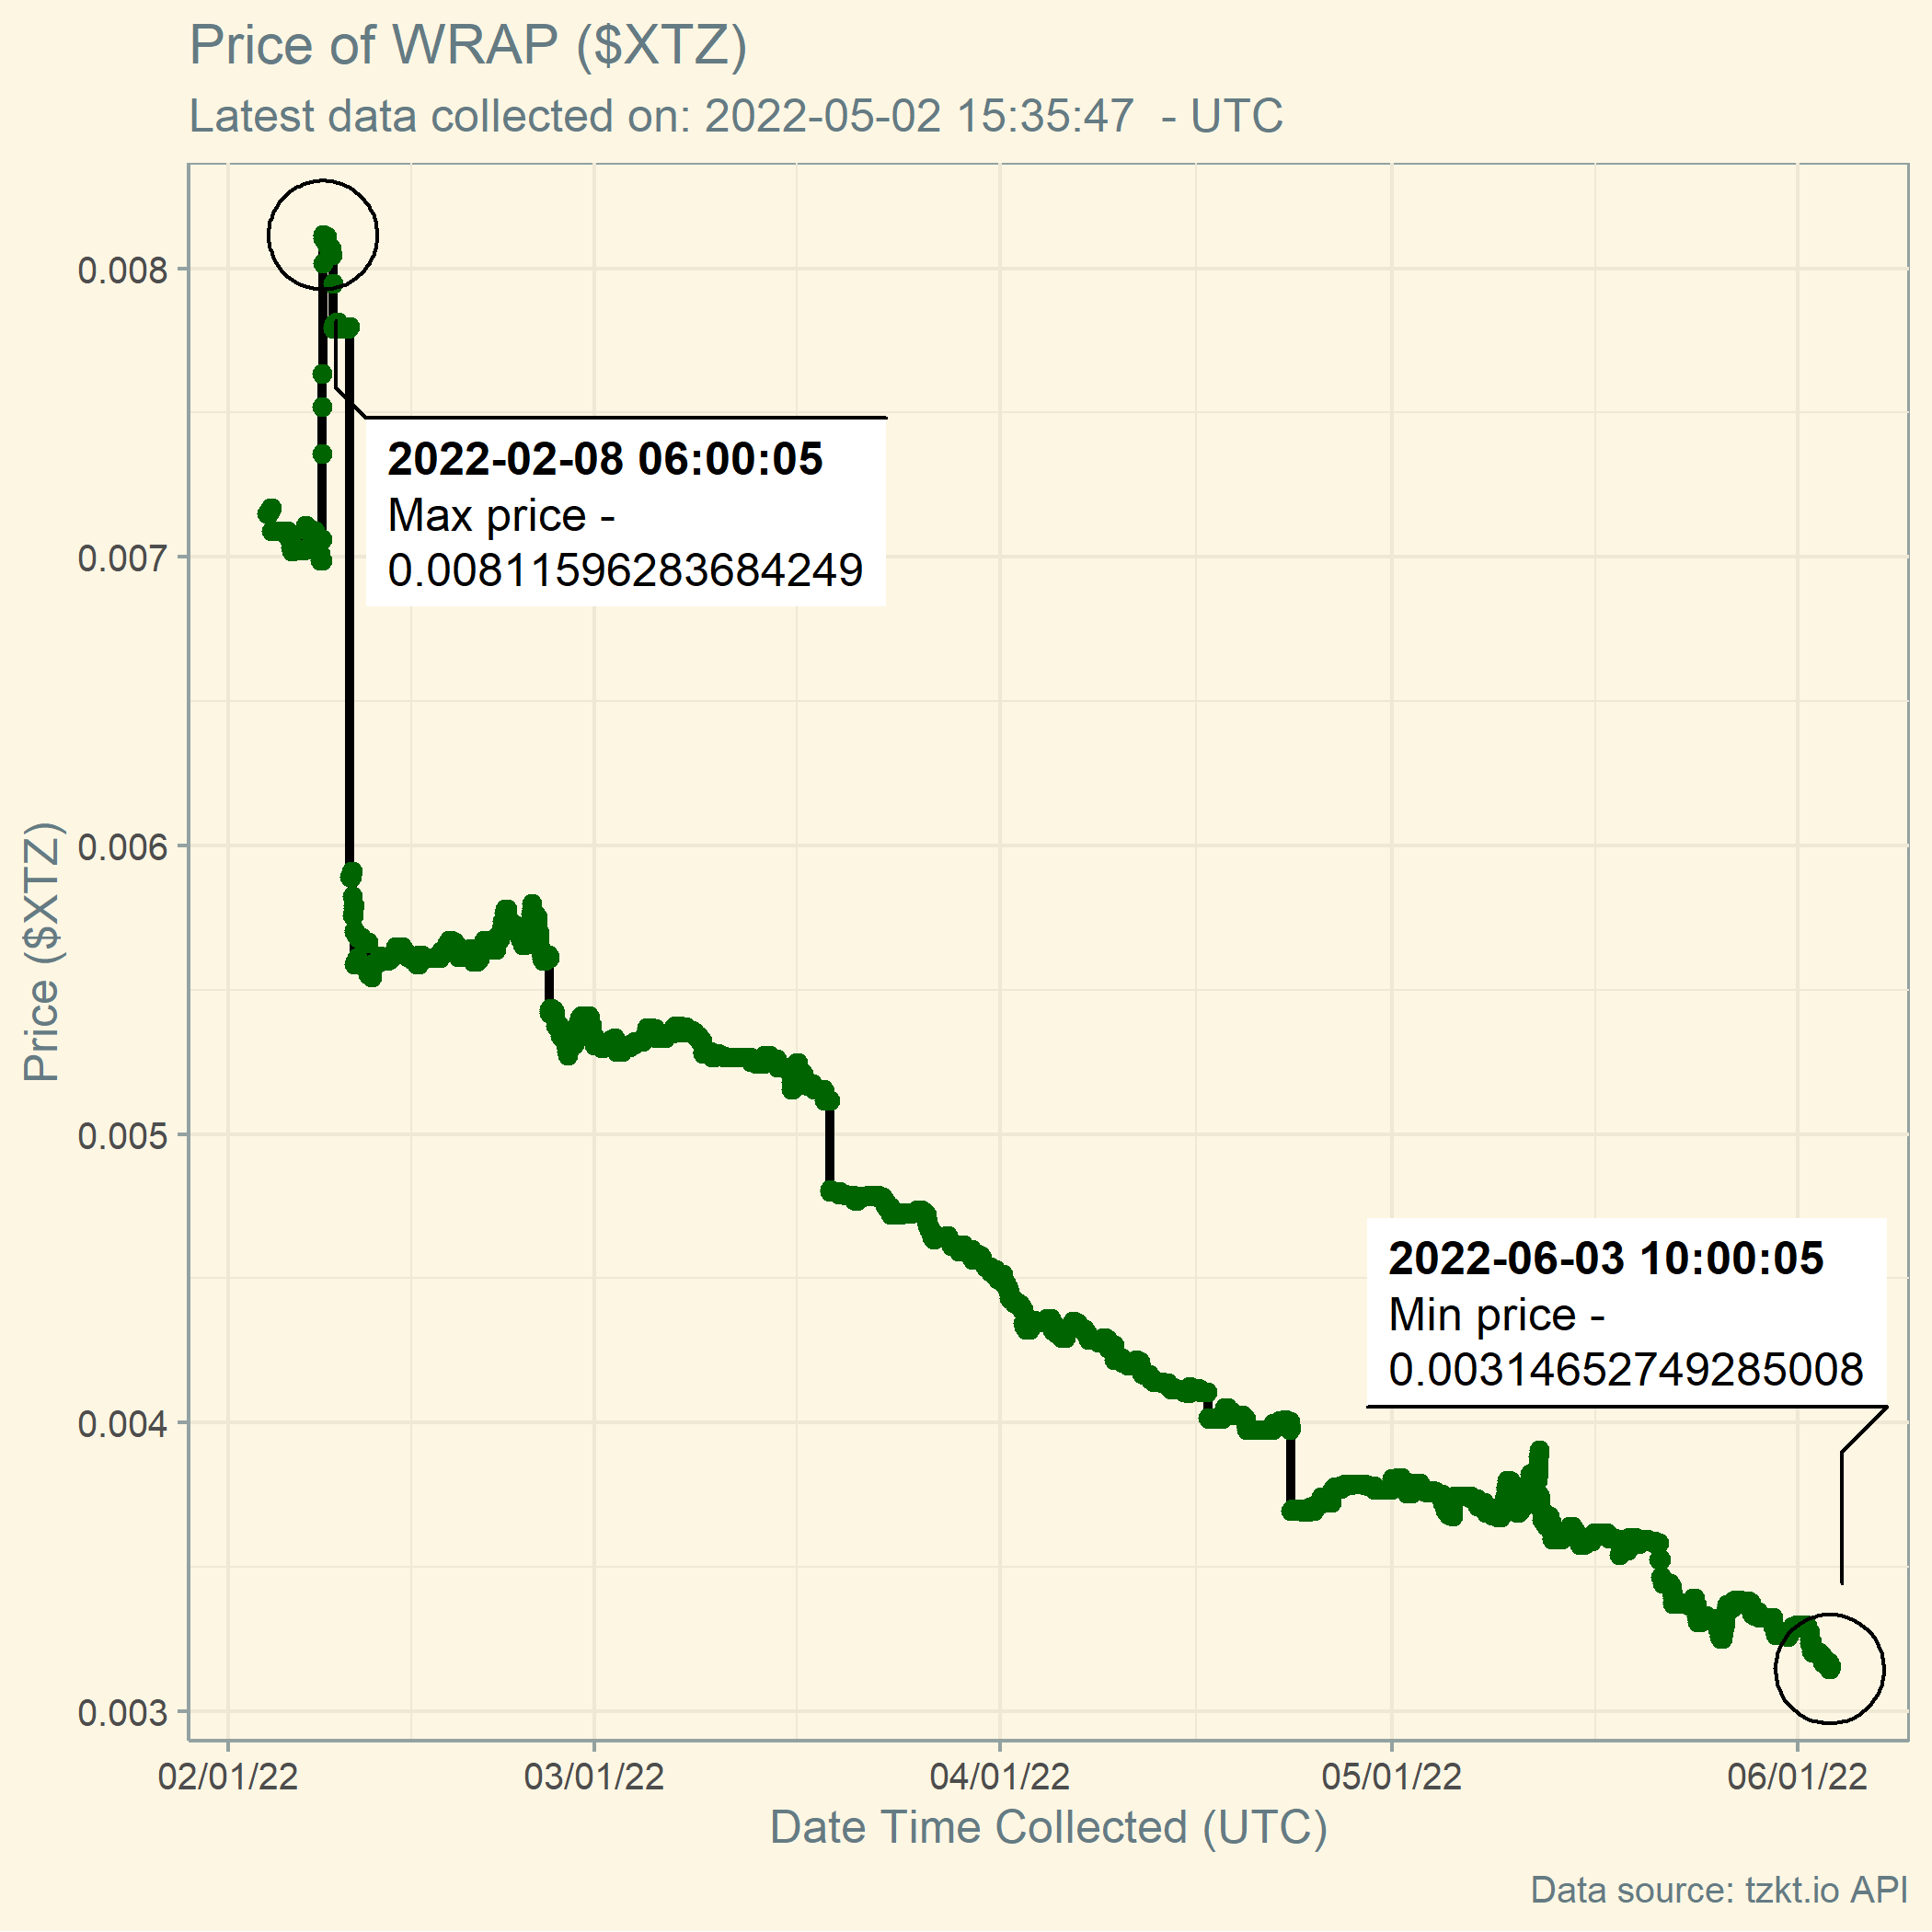 Price of WRAP ($XTZ)
Latest data collected on: 2022-05-02 15:35:47 - UTC
0.008
0.007
0.006
0.005
0.004
0.003
Price ($XTZ)
2022-02-08 06:00:05
Max price -
0.00811596283684249
2022-06-03 10:00:05
Min price -
0.00314652749285008
02/01/22
03/01/22
04/01/22
05/01/22
06/01/22
Date Time Collected (UTC)
Data source: tzkt.io API